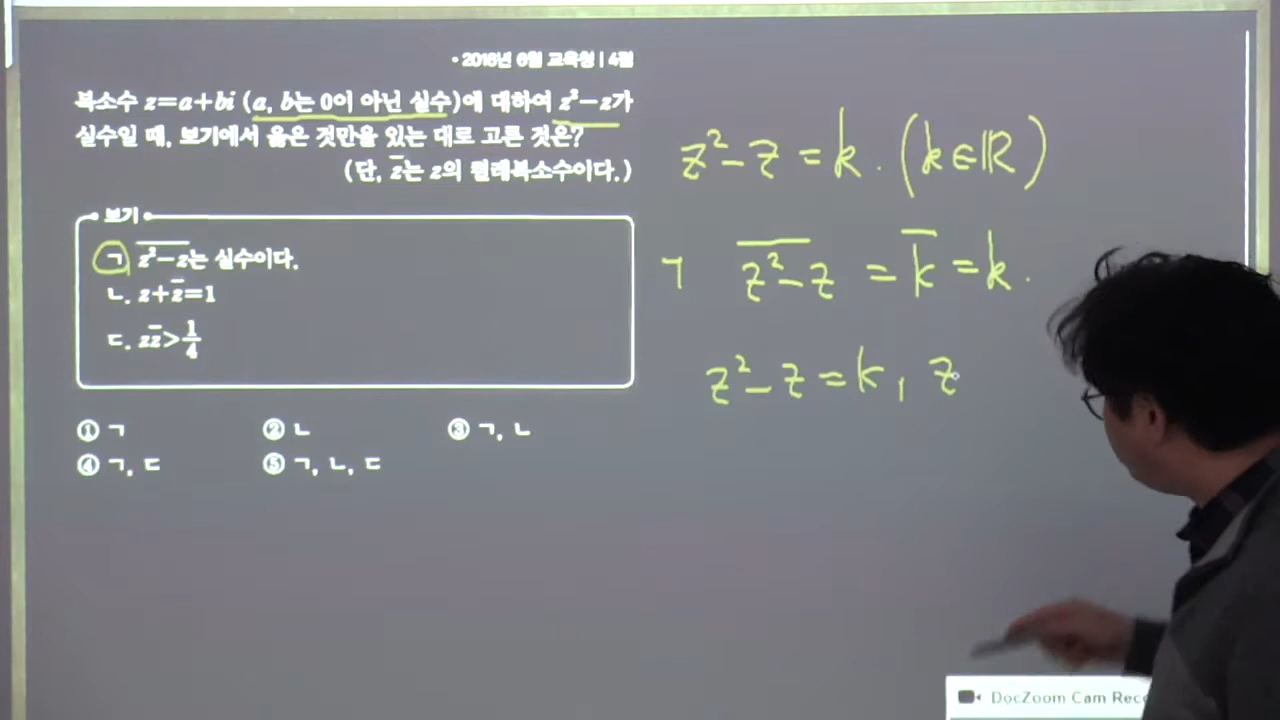 • 2016년 6월 교육청 | 4점
복소수 z=a+bi (a, b는 0이 아닌 실수)에 대하여 z²-z가
실수일 때, 보기에서 옳은 것만을 있는 대로 고른 것은?
(단, z̅는 z의 켤레복소수이다.)
보기
ㄱ. \overline{z²-z}는 실수이다.
ㄴ. z+z̅=1
ㄷ. zz̅>1/4
① ㄱ
② ㄴ
③ ㄱ, ㄴ
④ ㄱ, ㄷ
⑤ ㄱ, ㄴ, ㄷ
z²-z=k. (k∈ℝ)
ㄱ \overline{z²-z} = \overline{k} = k.
z²-z=k, z
DocZoom Cam Rec